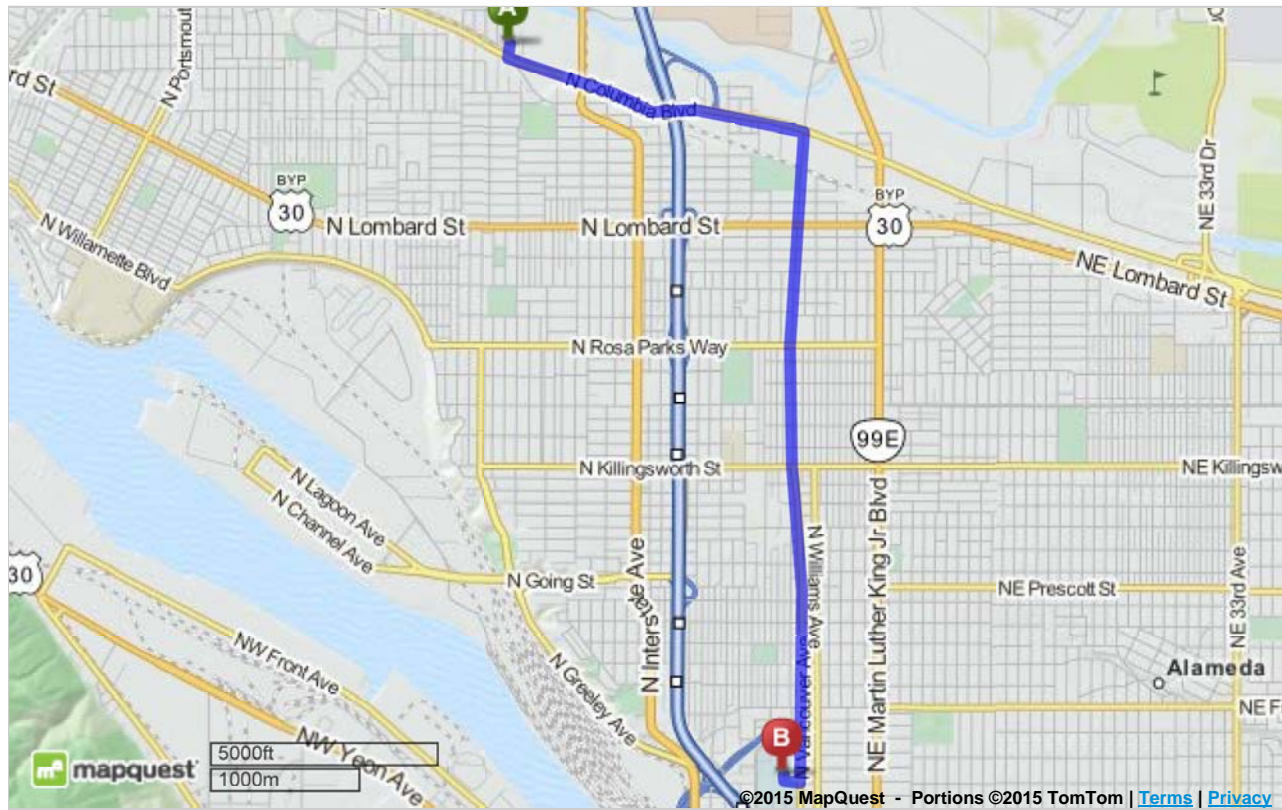 A
N Portsmouth
rd St
N Columbia Blvd
NE 33rd Dr
BYP
30
BYP
30
N Lombard St
N Lombard St
NE Lombard St
N Willamette Blvd
N Rosa Parks Way
99E
N Killingsworth St
NE Killingsw
N Lagoon Ave
N Channel Ave
N Interstate Ave
N Williams Ave
NE Martin Luther King Jr Blvd
NE 33rd Ave
30
N Going St
NE Prescott St
NW Front Ave
N Greeley Ave
N Vancouver Ave
Alameda
NE F
B
NW Yeon Ave
mapquest
5000ft
1000m
©2015 MapQuest - Portions ©2015 TomTom | Terms | Privacy